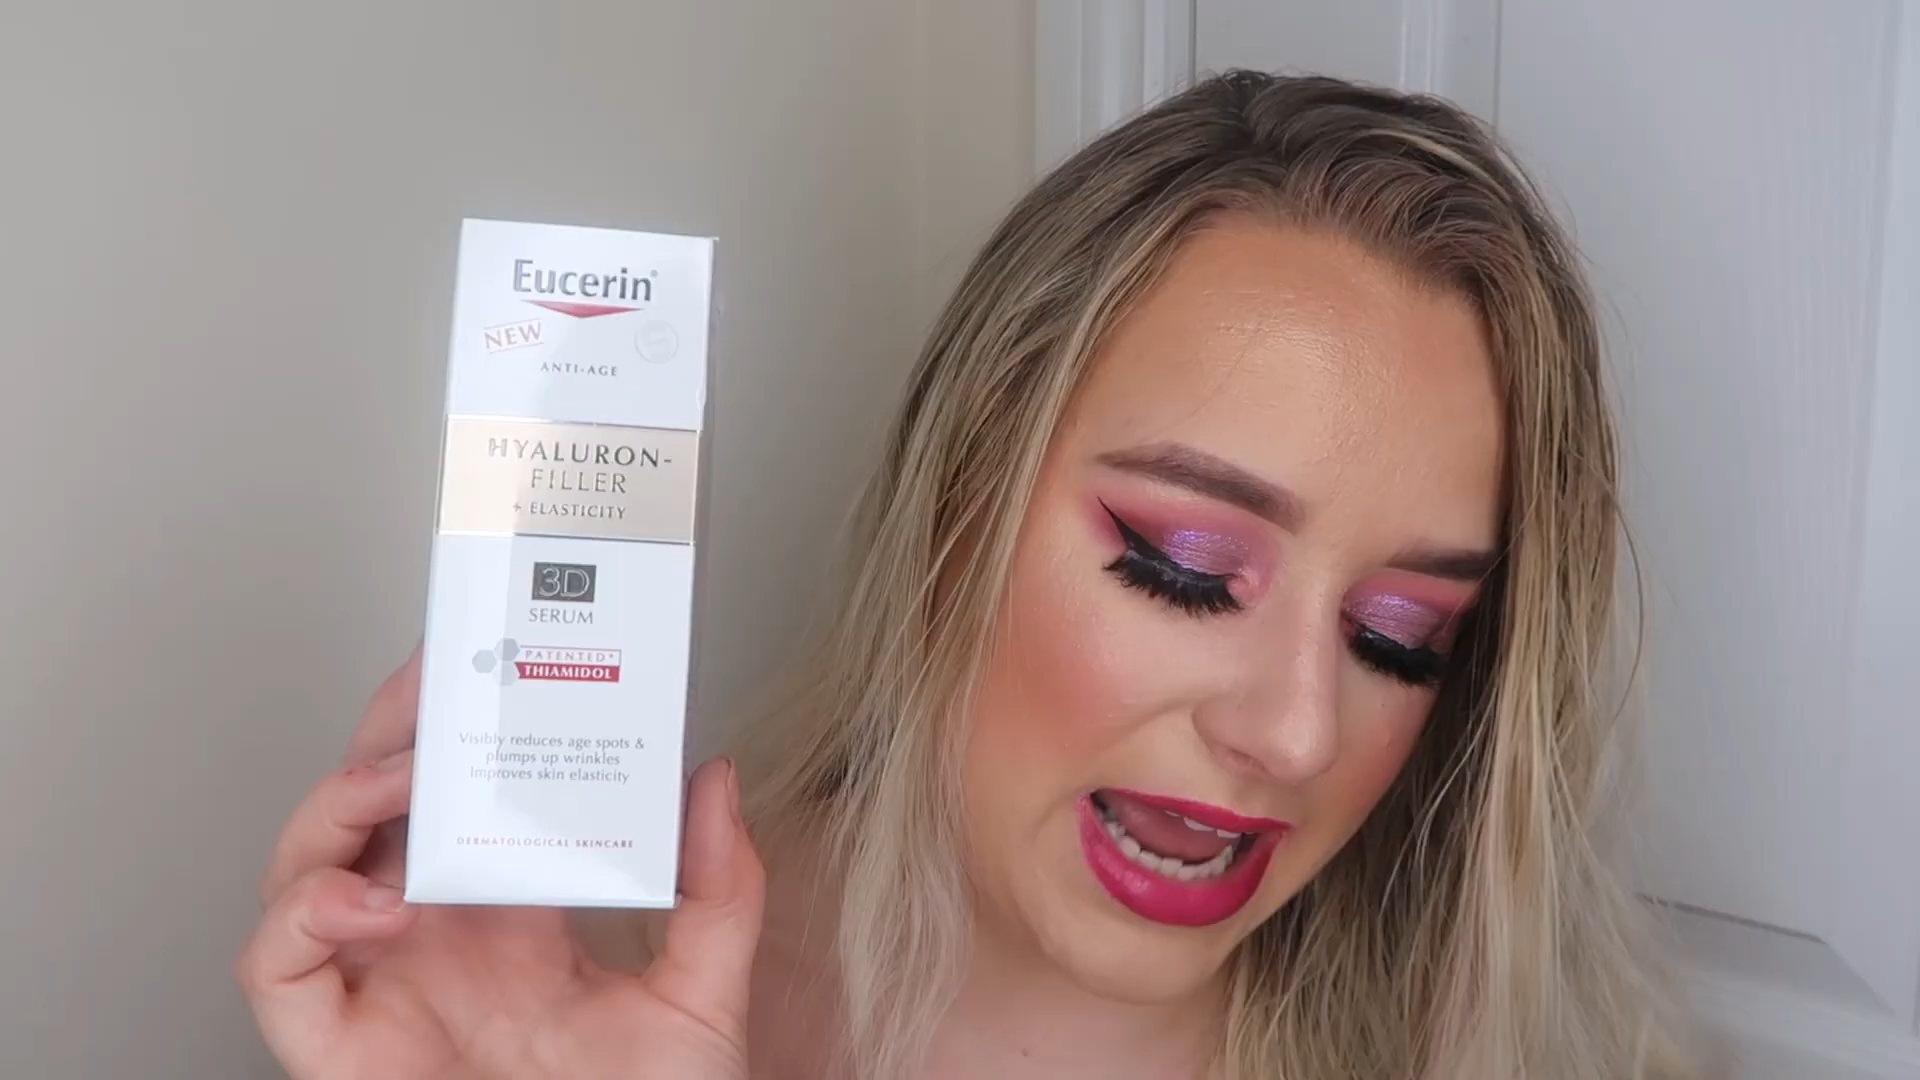 Eucerin®
NEW
ANTI-AGE
HYALURON-
FILLER
+ ELASTICITY
3D
SERUM
PATENTED*
THIAMIDOL
Visibly reduces age spots &
plumps up wrinkles
Improves skin elasticity
DERMATOLOGICAL SKINCARE